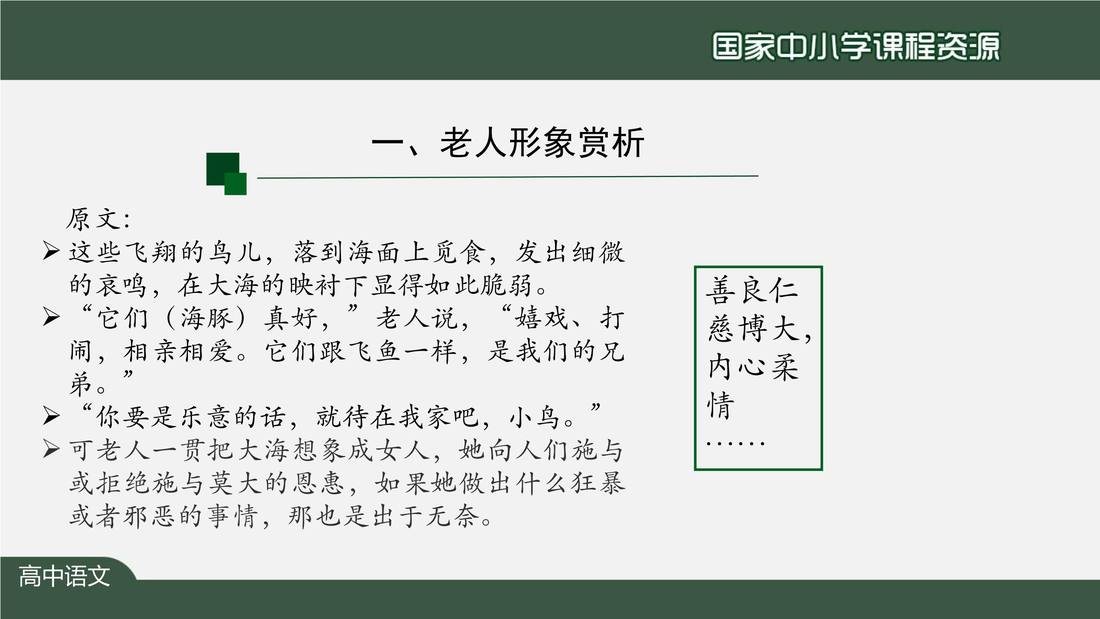 国家中小学课程资源
一、老人形象赏析
原文：
➢这些飞翔的鸟儿，落到海面上觅食，发出细微
的哀鸣，在大海的映衬下显得如此脆弱。
➢“它们（海豚）真好，”老人说，“嬉戏、打
闹，相亲相爱。它们跟飞鱼一样，是我们的兄
弟。”
➢“你要是乐意的话，就待在我家吧，小鸟。”
➢可老人一贯把大海想象成女人，她向人们施与
或拒绝施与莫大的恩惠，如果她做出什么狂暴
或者邪恶的事情，那也是出于无奈。
善良仁
慈博大，
内心柔
情
……
高中语文